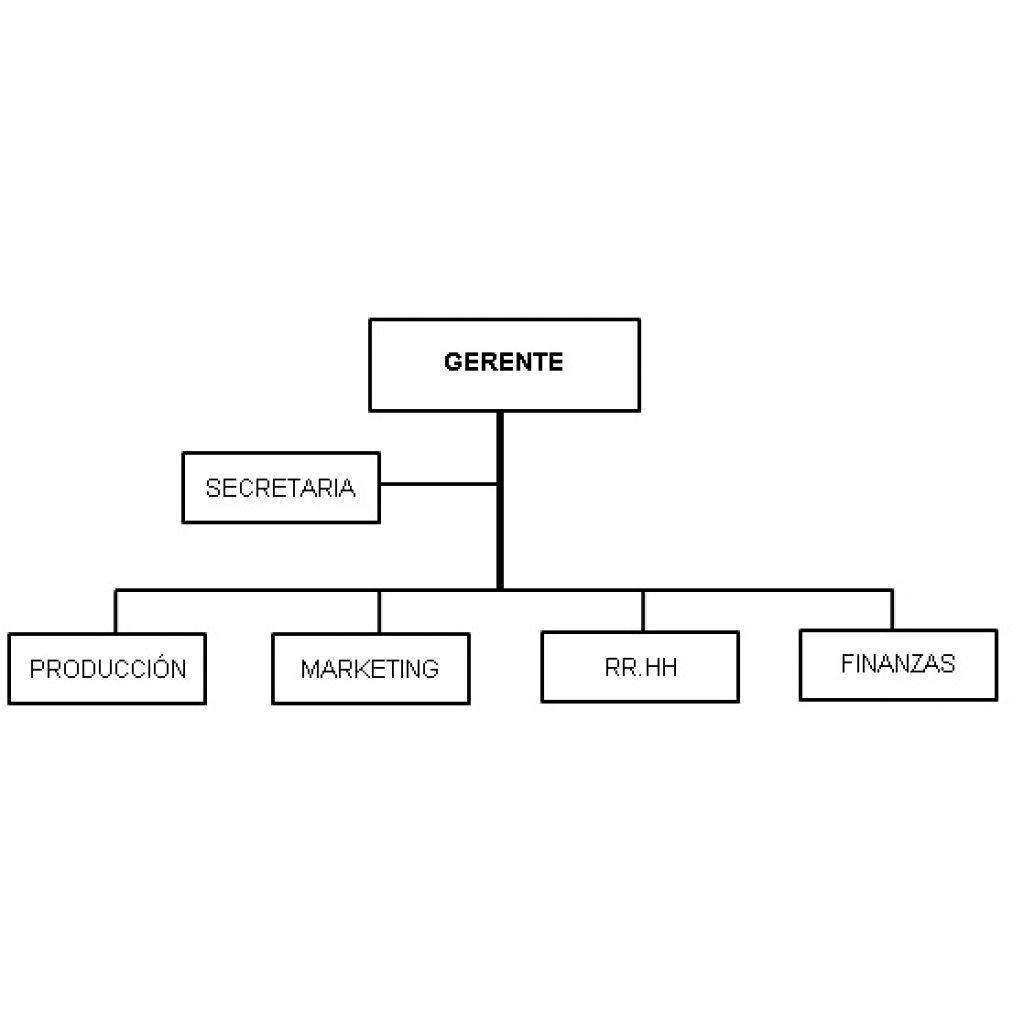 GERENTE
SECRETARIA
PRODUCCIÓN
MARKETING
RR.HH
FINANZAS